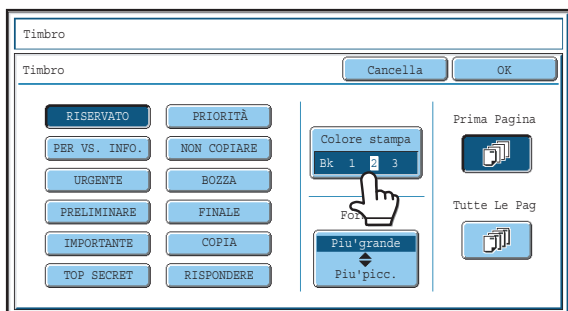 Timbro
Timbro
Cancella
OK
RISERVATO
PRIORITÀ
PER VS. INFO.
NON COPIARE
URGENTE
BOZZA
PRELIMINARE
FINALE
IMPORTANTE
COPIA
TOP SECRET
RISPONDERE
Colore stampa
Bk 1 2 3
Piu'grande
Piu'picc.
Prima Pagina
Tutte Le Pag